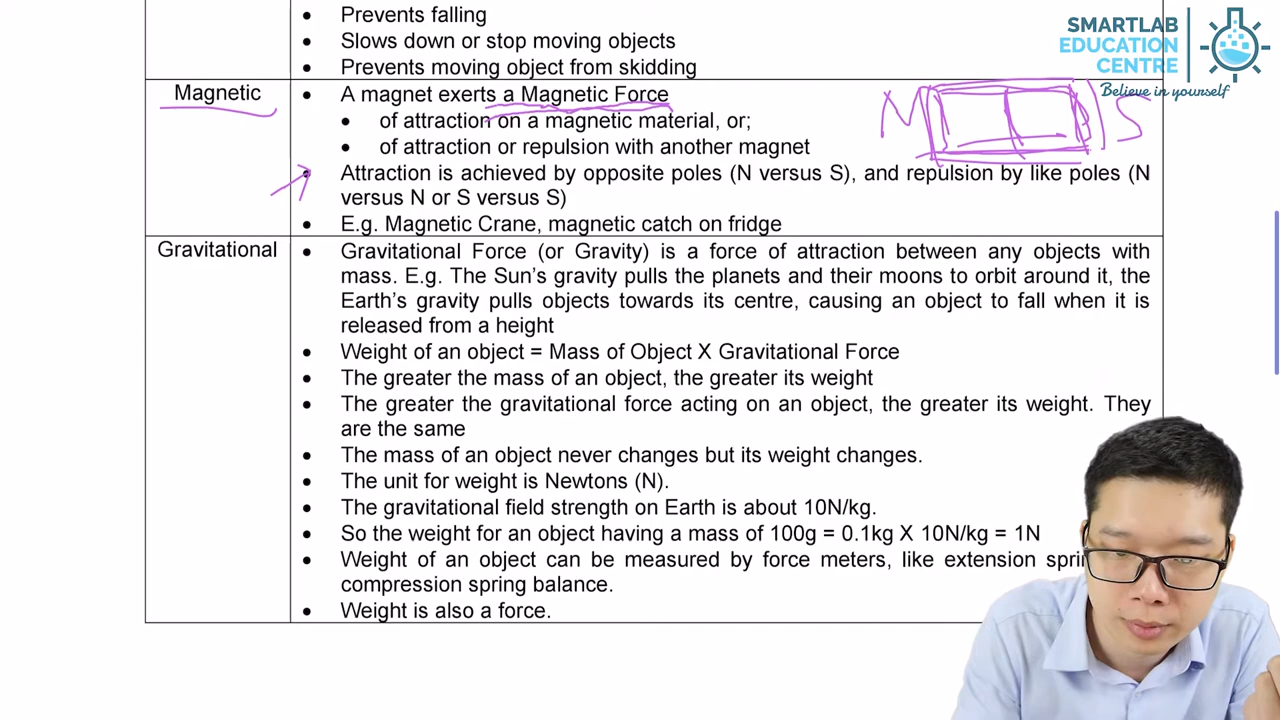 Prevents falling
Slows down or stop moving objects
Prevents moving object from skidding
SMARTLAB
EDUCATION
CENTRE
Believe in yourself
Magnetic
A magnet exerts a Magnetic Force
of attraction on a magnetic material, or;
of attraction or repulsion with another magnet
N S
Attraction is achieved by opposite poles (N versus S), and repulsion by like poles (N
versus N or S versus S)
E.g. Magnetic Crane, magnetic catch on fridge
Gravitational
Gravitational Force (or Gravity) is a force of attraction between any objects with
mass. E.g. The Sun's gravity pulls the planets and their moons to orbit around it, the
Earth's gravity pulls objects towards its centre, causing an object to fall when it is
released from a height
Weight of an object = Mass of Object X Gravitational Force
The greater the mass of an object, the greater its weight
The greater the gravitational force acting on an object, the greater its weight. They
are the same
The mass of an object never changes but its weight changes.
The unit for weight is Newtons (N).
The gravitational field strength on Earth is about 10N/kg.
So the weight for an object having a mass of 100g = 0.1kg X 10N/kg = 1N
Weight of an object can be measured by force meters, like extension
compression spring balance.
Weight is also a force.